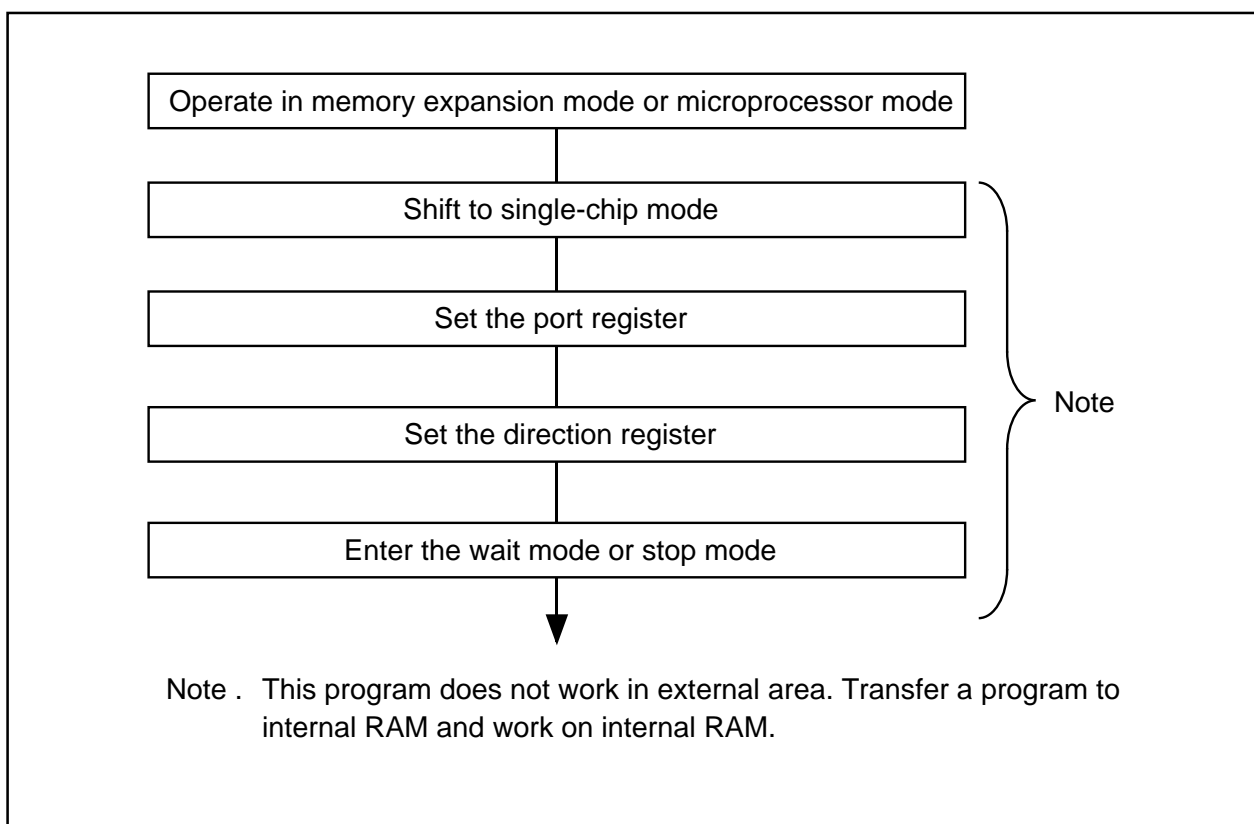 Operate in memory expansion mode or microprocessor mode
Shift to single-chip mode
Set the port register
Set the direction register
Enter the wait mode or stop mode
Note
Note . This program does not work in external area. Transfer a program to
internal RAM and work on internal RAM.